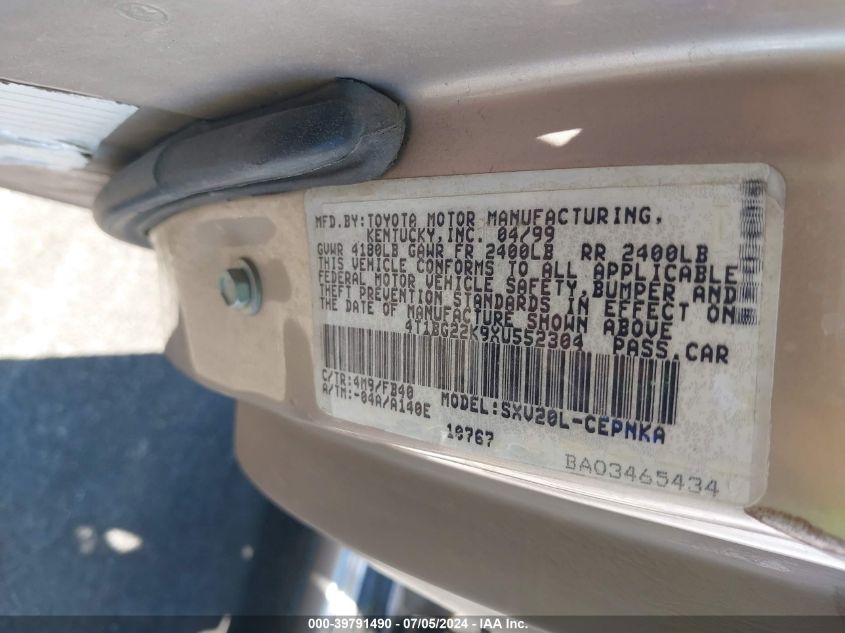 MFD.BY:TOYOTA MOTOR MANUFACTURING,
KENTUCKY,INC. 04/99
GVWR 4180LB GAWR FR 2400LB RR 2400LB
THIS VEHICLE CONFORMS TO ALL APPLICABLE
FEDERAL MOTOR VEHICLE SAFETY,BUMPER,AND
THEFT PREVENTION STANDARDS IN EFFECT ON
THE DATE OF MANUFACTURE SHOWN ABOVE.
4T1BG22K9XU552304 PASS.CAR
C/TR:4M9/FB40
A/TM:-04A/A140E MODEL:SXV20L-CEPNKA
10767
BA03465434
000-39791490 - 07/05/2024 - IAA Inc.